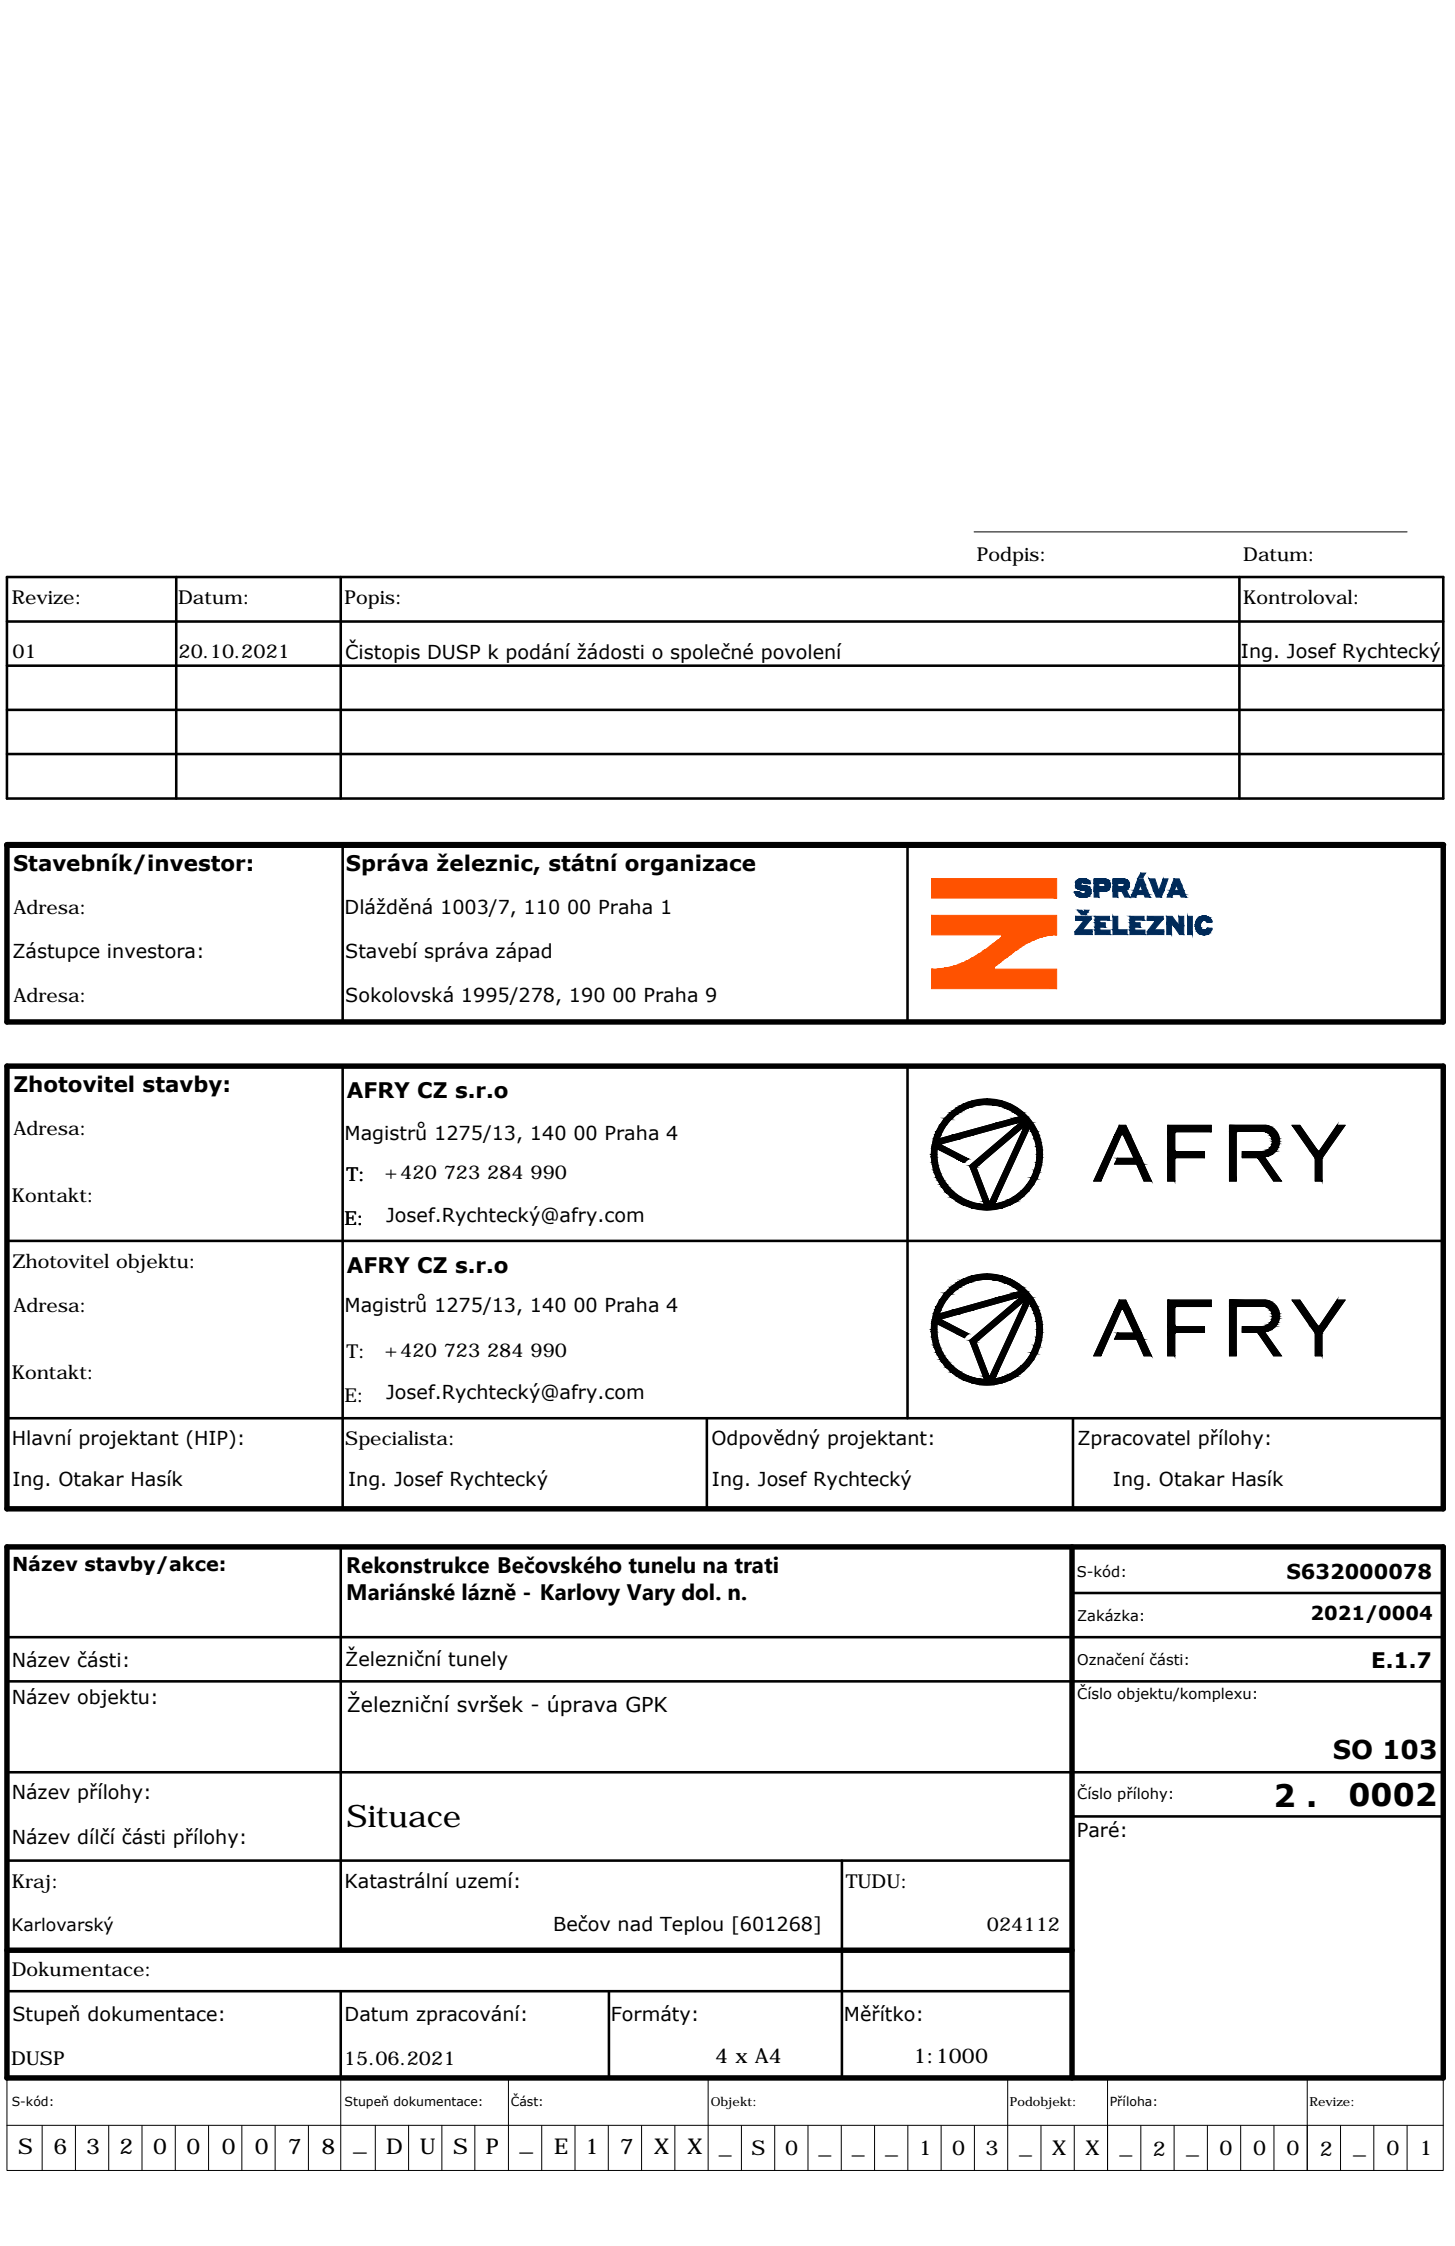 Podpis: Datum:
Revize: Datum: Popis: Kontroloval:
01 20.10.2021 Čistopis DUSP k podání žádosti o společné povolení Ing. Josef Rychtecký
Stavebník/investor: Správa železnic, státní organizace
Adresa: Dlážděná 1003/7, 110 00 Praha 1
Zástupce investora: Stavebí správa západ
Adresa: Sokolovská 1995/278, 190 00 Praha 9
SPRÁVA
ŽELEZNIC
Zhotovitel stavby: AFRY CZ s.r.o
Adresa: Magistrů 1275/13, 140 00 Praha 4
Kontakt: T: +420 723 284 990
E: Josef.Rychtecký@afry.com
AFRY
Zhotovitel objektu: AFRY CZ s.r.o
Adresa: Magistrů 1275/13, 140 00 Praha 4
Kontakt: T: +420 723 284 990
E: Josef.Rychtecký@afry.com
AFRY
Hlavní projektant (HIP): Specialista: Odpovědný projektant: Zpracovatel přílohy:
Ing. Otakar Hasík Ing. Josef Rychtecký Ing. Josef Rychtecký Ing. Otakar Hasík
Název stavby/akce: Rekonstrukce Bečovského tunelu na trati
Mariánské lázně - Karlovy Vary dol. n.
S-kód: S632000078
Zakázka: 2021/0004
Název části: Železniční tunely Označení části: E.1.7
Název objektu: Železniční svršek - úprava GPK Číslo objektu/komplexu:
SO 103
Název přílohy: Situace Číslo přílohy: 2 . 0002
Název dílčí části přílohy: Paré:
Kraj: Katastrální uzemí: TUDU:
Karlovarský Bečov nad Teplou [601268] 024112
Dokumentace:
Stupeň dokumentace: Datum zpracování: Formáty: Měřítko:
DUSP 15.06.2021 4 x A4 1:1000
S-kód: Stupeň dokumentace: Část: Objekt: Podobjekt: Příloha: Revize:
S 6 3 2 0 0 0 0 7 8 _ D U S P _ E 1 7 X X _ S 0 _ _ _ 1 0 3 _ X X _ 2 _ 0 0 0 2 _ 0 1